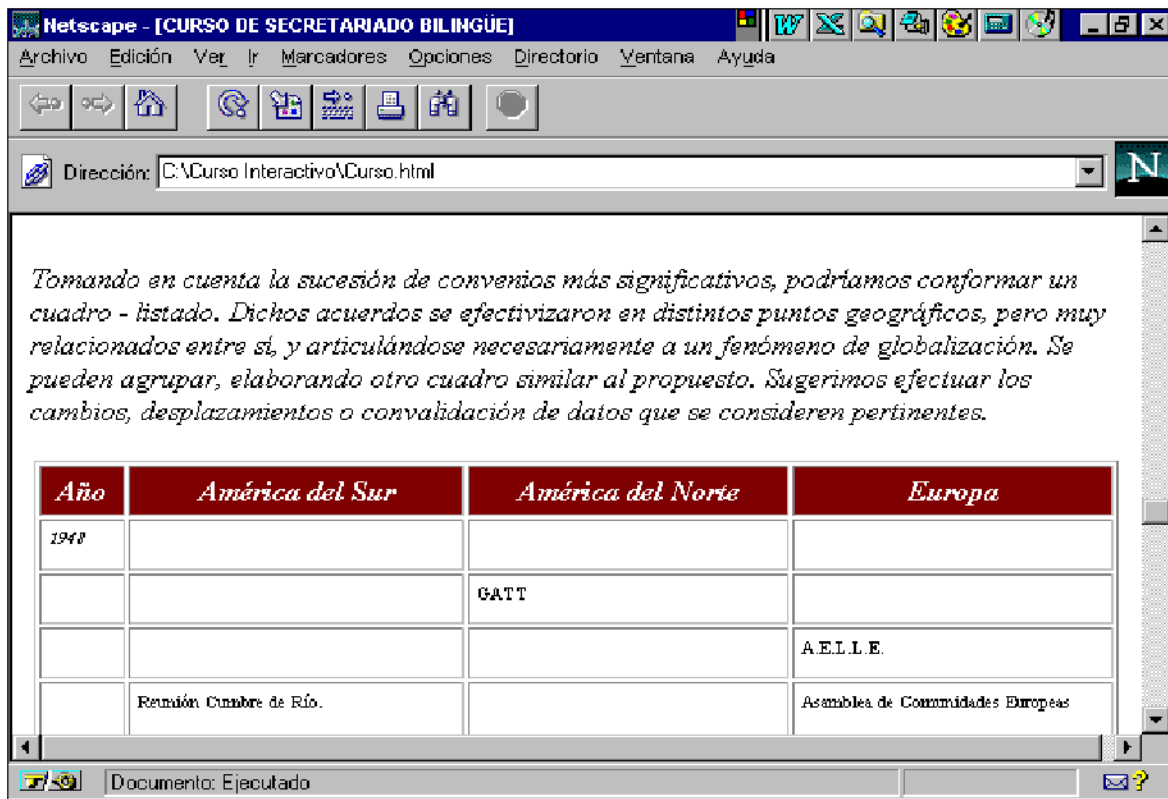 Netscape - [CURSO DE SECRETARIADO BILINGÜE]
Archivo Edición Ver Ir Marcadores Opciones Directorio Ventana Ayuda
Dirección: C:\Curso Interactivo\Curso.html
N
Tomando en cuenta la sucesión de convenios más significativos, podríamos conformar un
cuadro - listado. Dichos acuerdos se efectivizaron en distintos puntos geográficos, pero muy
relacionados entre sí, y articulándose necesariamente a un fenómeno de globalización. Se
pueden agrupar, elaborando otro cuadro similar al propuesto. Sugerimos efectuar los
cambios, desplazamientos o convalidación de datos que se consideren pertinentes.
Año América del Sur América del Norte Europa
1948
GATT
A.E.L.L.E.
Reunión Cumbre de Río. Asamblea de Comunidades Europeas
Documento: Ejecutado